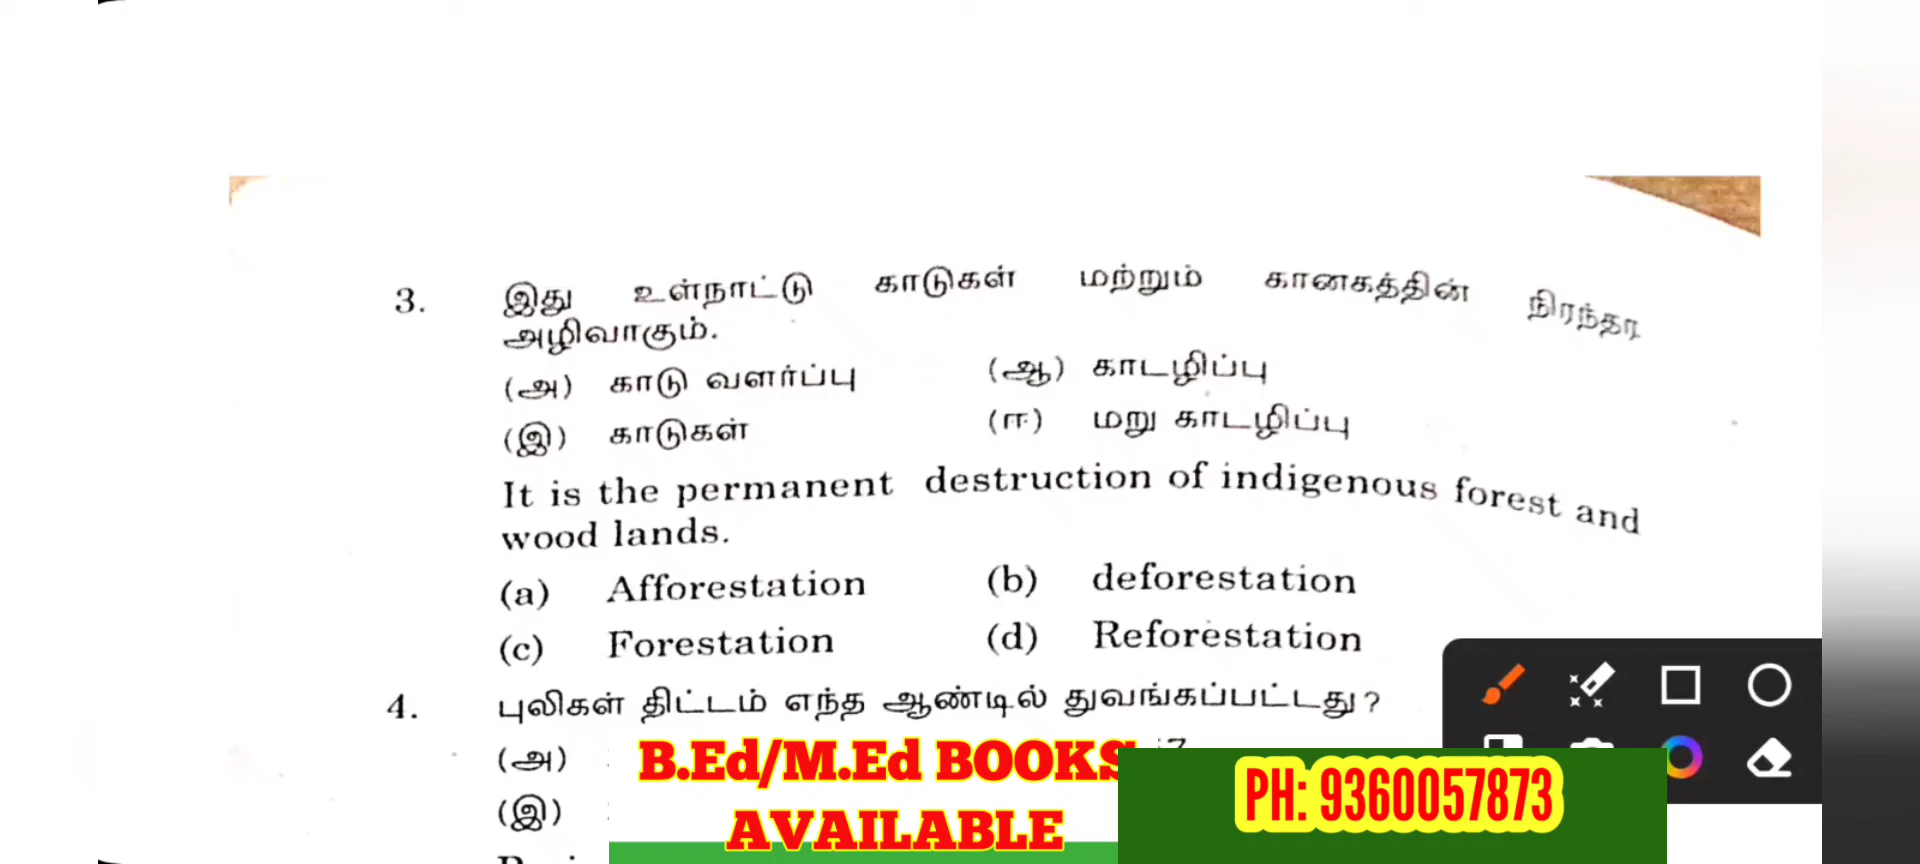 3. இது உள்நாட்டு காடுகள் மற்றும் கானகத்தின் நிரந்தர
அழிவாகும்.
(அ) காடு வளர்ப்பு (ஆ) காடழிப்பு
(இ) காடுகள் (ஈ) மறு காடழிப்பு
It is the permanent destruction of indigenous forest and
wood lands.
(a) Afforestation (b) deforestation
(c) Forestation (d) Reforestation
4. புலிகள் திட்டம் எந்த ஆண்டில் துவங்கப்பட்டது?
(அ)
(இ)
B.Ed/M.Ed BOOKS
AVAILABLE
PH: 9360057873